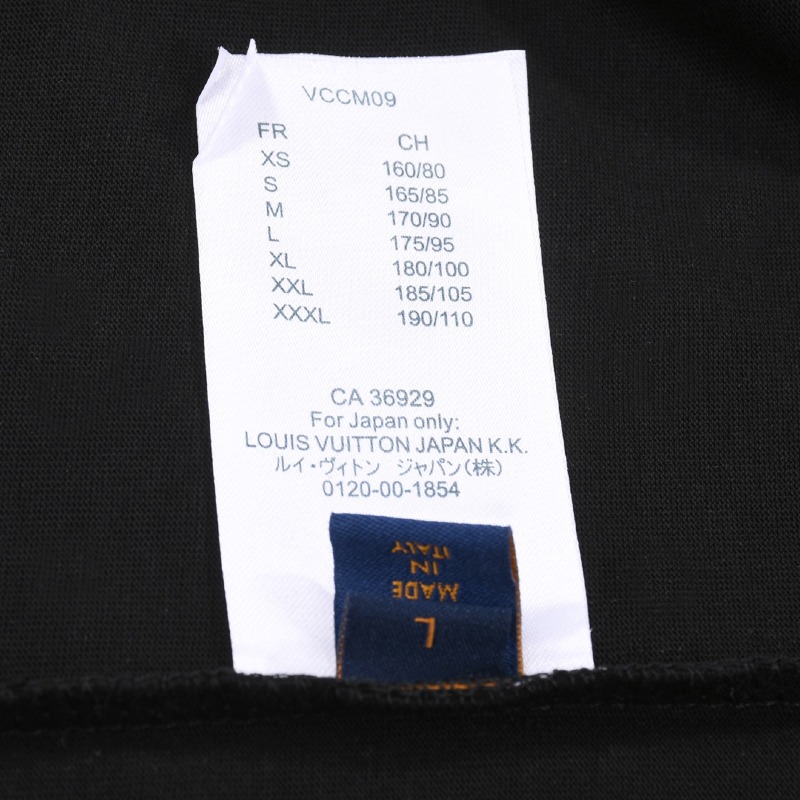 VCCM09
FR CH
XS 160/80
S 165/85
M 170/90
L 175/95
XL 180/100
XXL 185/105
XXXL 190/110
CA 36929
For Japan only:
LOUIS VUITTON JAPAN K.K.
ルイ・ヴィトン ジャパン(株)
0120-00-1854
MADE
IN
ITALY
L